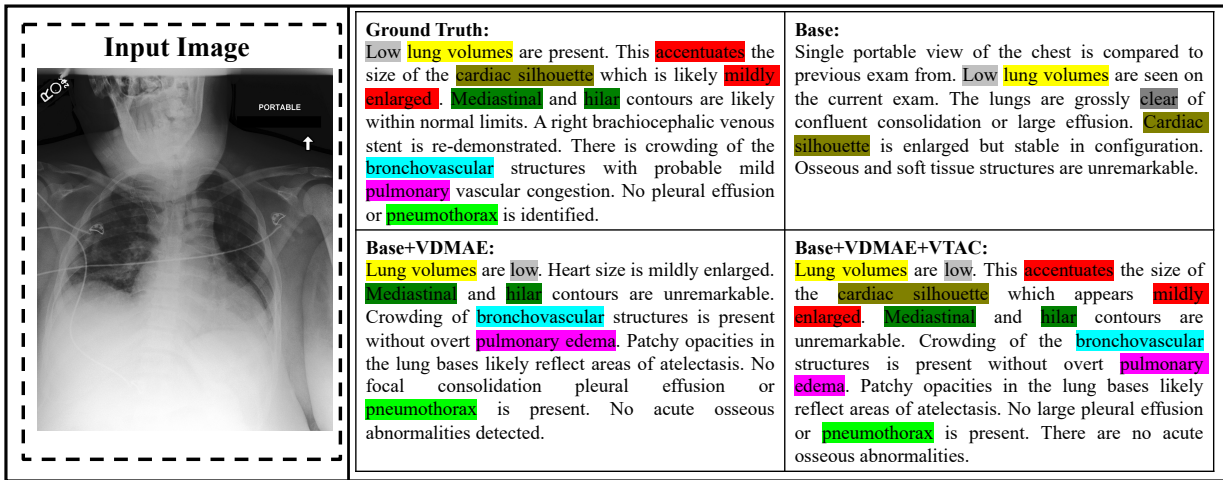 Input Image
PORTABLE
Ground Truth:
Low lung volumes are present. This accentuates the
size of the cardiac silhouette which is likely mildly
enlarged . Mediastinal and hilar contours are likely
within normal limits. A right brachiocephalic venous
stent is re-demonstrated. There is crowding of the
bronchovascular structures with probable mild
pulmonary vascular congestion. No pleural effusion
or pneumothorax is identified.
Base:
Single portable view of the chest is compared to
previous exam from. Low lung volumes are seen on
the current exam. The lungs are grossly clear of
confluent consolidation or large effusion. Cardiac
silhouette is enlarged but stable in configuration.
Osseous and soft tissue structures are unremarkable.
Base+VDMAE:
Lung volumes are low. Heart size is mildly enlarged.
Mediastinal and hilar contours are unremarkable.
Crowding of bronchovascular structures is present
without overt pulmonary edema. Patchy opacities in
the lung bases likely reflect areas of atelectasis. No
focal consolidation pleural effusion or
pneumothorax is present. No acute osseous
abnormalities detected.
Base+VDMAE+VTAC:
Lung volumes are low. This accentuates the size of
the cardiac silhouette which appears mildly
enlarged. Mediastinal and hilar contours are
unremarkable. Crowding of the bronchovascular
structures is present without overt pulmonary
edema. Patchy opacities in the lung bases likely
reflect areas of atelectasis. No large pleural effusion
or pneumothorax is present. There are no acute
osseous abnormalities.